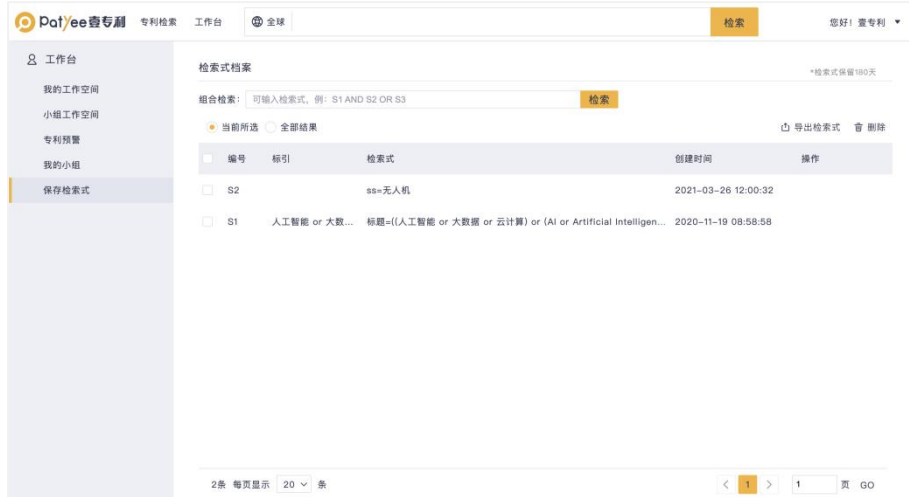 Patyee壹专利 专利检索 工作台 全球 检索 您好！壹专利
工作台
我的工作空间
小组工作空间
专利预警
我的小组
保存检索式
检索式档案
*检索式保留180天
组合检索： 可输入检索式，例：S1 AND S2 OR S3 检索
当前所选 全部结果 导出检索式 删除
编号 标引 检索式 创建时间 操作
S2 ss=无人机 2021-03-26 12:00:32
S1 人工智能 or 大数... 标题=((人工智能 or 大数据 or 云计算) or (AI or Artificial Intelligen... 2020-11-19 08:58:58
2条 每页显示 20 条 < 1 > 1 页 GO